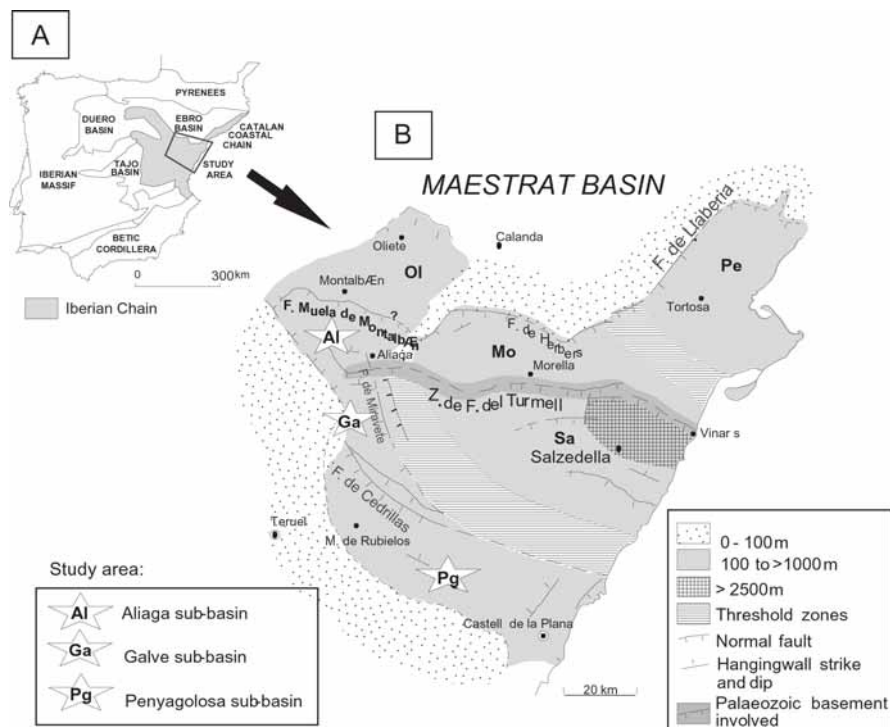 A
PYRENEES
DUERO
BASIN
EBRO
BASIN
CATALAN
COASTAL
CHAIN
STUDY
AREA
TAJO
BASIN
IBERIAN
MASSIF
BETIC
CORDILLERA
0 300km
Iberian Chain
B
MAESTRAT BASIN
Oliete
Calanda
F. de Llaberia
MontalbÆn
Ol
Pe
F. Muela de MontalbÆn
?
Tortosa
Al
Aliaga
F. de Herbers
Mo
Morella
F. de Miravete
Z. de F. del Turmell
Ga
Sa
Salzedella
Vinar s
F. de Cedrillas
Teruel
M. de Rubielos
Pg
Castell de la Plana
20 km
Study area:
Al Aliaga sub-basin
Ga Galve sub-basin
Pg Penyagolosa sub-basin
0 - 100m
100 to >1000m
> 2500m
Threshold zones
Normal fault
Hangingwall strike
and dip
Palaeozoic basement
involved